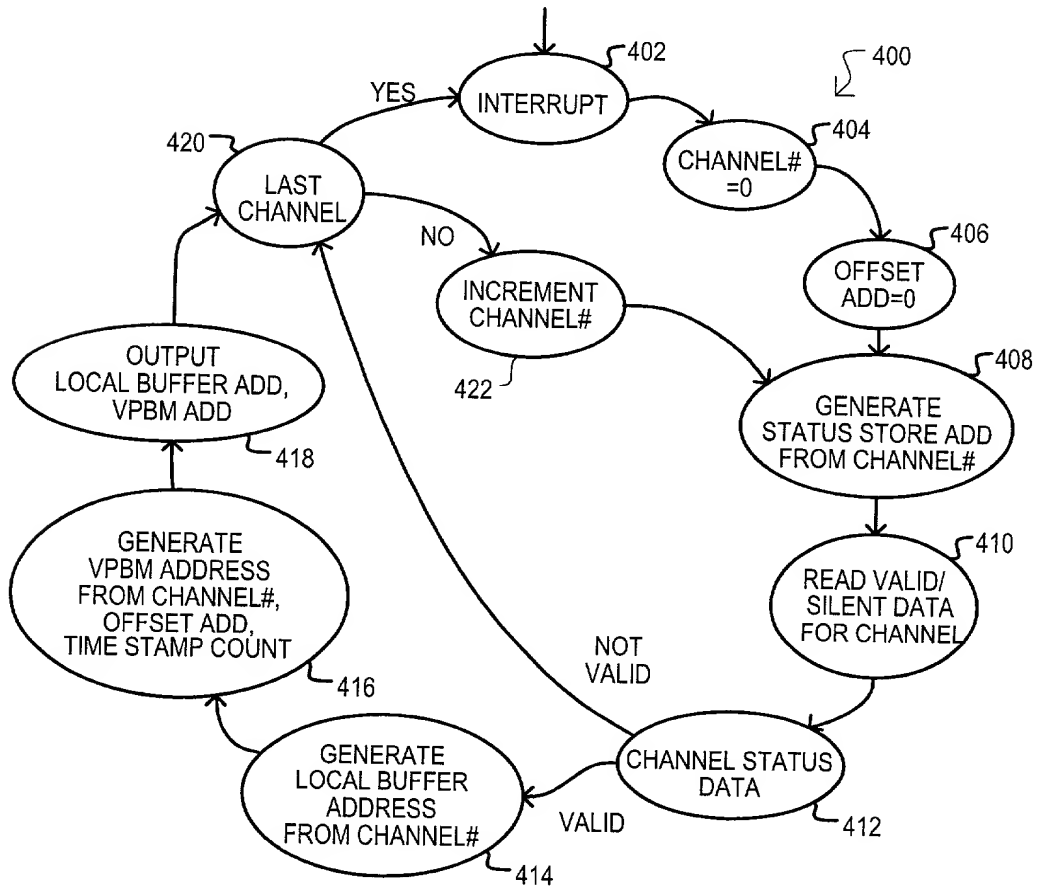 402
400
INTERRUPT
YES
404
CHANNEL#
=0
420
LAST
CHANNEL
NO
406
OFFSET
ADD=0
INCREMENT
CHANNEL#
422
408
GENERATE
STATUS STORE ADD
FROM CHANNEL#
OUTPUT
LOCAL BUFFER ADD,
VPBM ADD
418
410
READ VALID/
SILENT DATA
FOR CHANNEL
GENERATE
VPBM ADDRESS
FROM CHANNEL#,
OFFSET ADD,
TIME STAMP COUNT
416
NOT
VALID
CHANNEL STATUS
DATA
412
VALID
GENERATE
LOCAL BUFFER
ADDRESS
FROM CHANNEL#
414